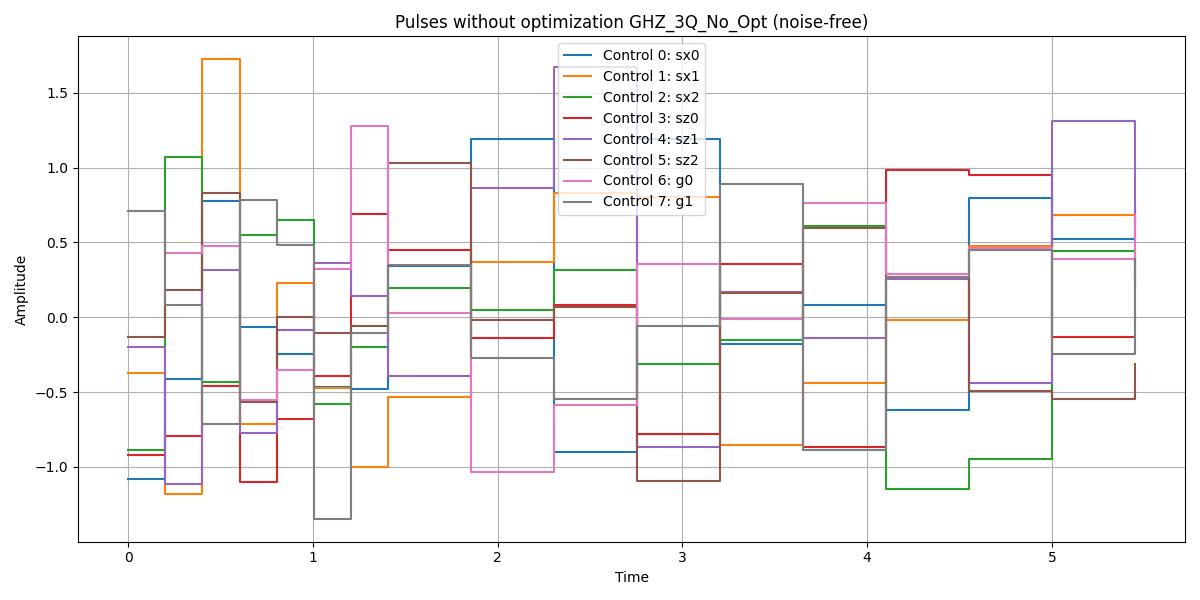 Pulses without optimization GHZ_3Q_No_Opt (noise-free)
Control 0: sx0
Control 1: sx1
Control 2: sx2
Control 3: sz0
Control 4: sz1
Control 5: sz2
Control 6: g0
Control 7: g1
Amplitude
1.5
1.0
0.5
0.0
−0.5
−1.0
0 1 2 3 4 5
Time